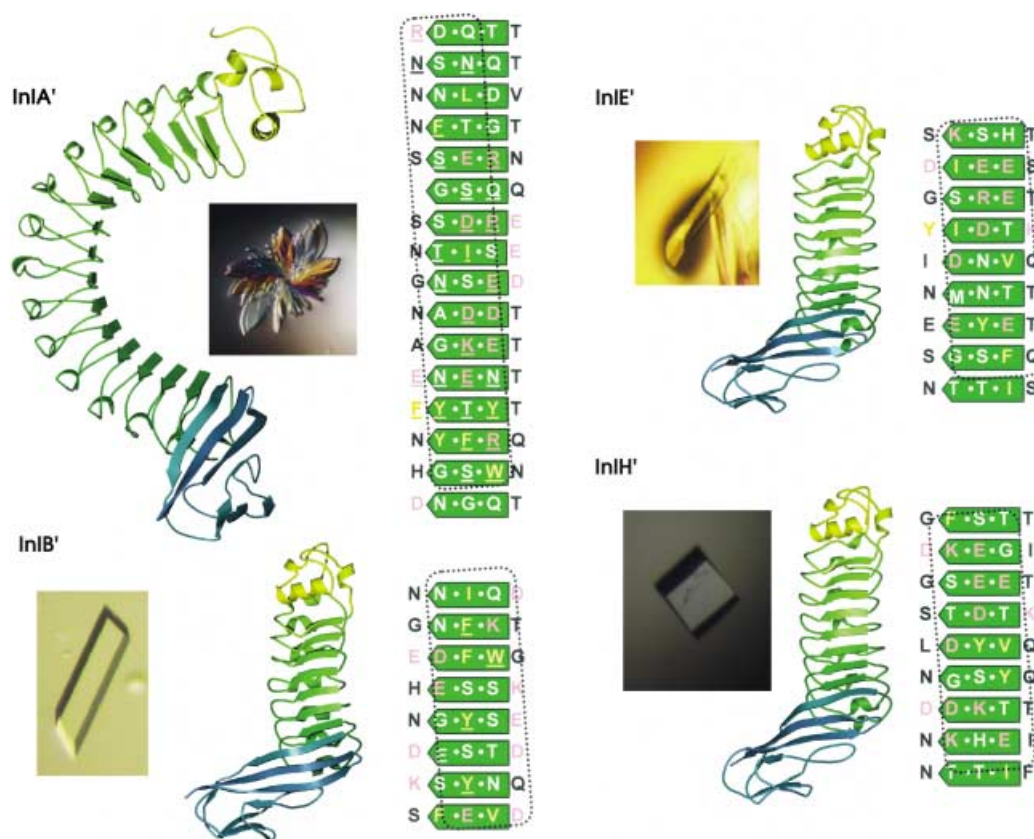 InlA'
R D•Q•T T
N S•N•Q T
N N•L•D V
N F•T•G T
S S•E•R N
G•S•Q Q
S S•D•R E
N T•I•S E
G N•S•E D
N A•D•D T
A G•K•E T
E N•E•N T
F Y•T•Y T
N Y•F•R Q
H G•S•W N
D N•G•Q T
InlB'
N N•I•Q D
G N•F•K T
E D•F•W G
H E•S•S K
N G•Y•S E
D E•S•T D
K S•Y•N Q
S F•E•V D
InlE'
S K•S•H T
D I•E•E S
G S•R•E T
Y I•D•T K
I D•N•V Q
N M•N•T T
E E•Y•E T
S G•S•F Q
N T•T•I S
InlH'
G F•S•T T
D K•E•G I
G S•E•E T
S T•D•T K
L D•Y•V Q
N G•S•Y Q
D D•K•T T
N K•H•E
N T•T•I F